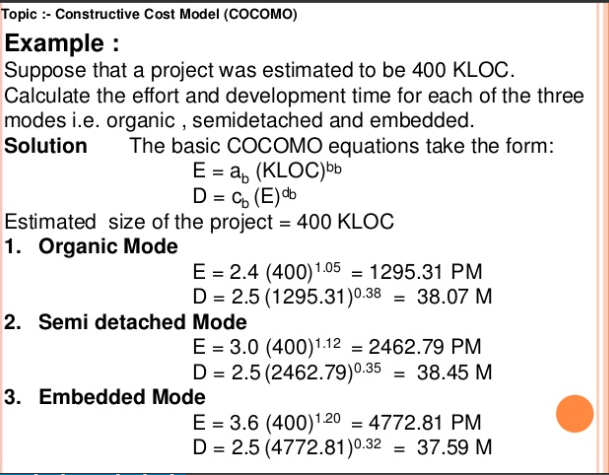 Topic :- Constructive Cost Model (COCOMO)
Example :
Suppose that a project was estimated to be 400 KLOC.
Calculate the effort and development time for each of the three
modes i.e. organic , semidetached and embedded.
Solution The basic COCOMO equations take the form:
E = a_b (KLOC)^bb
D = c_b (E)^db
Estimated size of the project = 400 KLOC
1. Organic Mode
E = 2.4 (400)^1.05 = 1295.31 PM
D = 2.5 (1295.31)^0.38 = 38.07 M
2. Semi detached Mode
E = 3.0 (400)^1.12 = 2462.79 PM
D = 2.5 (2462.79)^0.35 = 38.45 M
3. Embedded Mode
E = 3.6 (400)^1.20 = 4772.81 PM
D = 2.5 (4772.81)^0.32 = 37.59 M